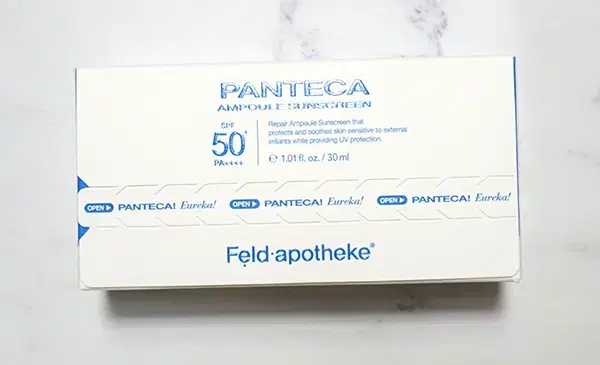 PANTECA
AMPOULE SUNSCREEN
SPF
50+
PA++++
Repair Ampoule Sunscreen that
protects and soothes skin sensitive to external
irritants while providing UV protection.
℮ 1.01 fl. oz. / 30 ml
OPEN ▶ PANTECA! Eureka! OPEN ▶ PANTECA! Eureka! OPEN ▶ PANTECA! Eureka!
Fẹld·apotheke®